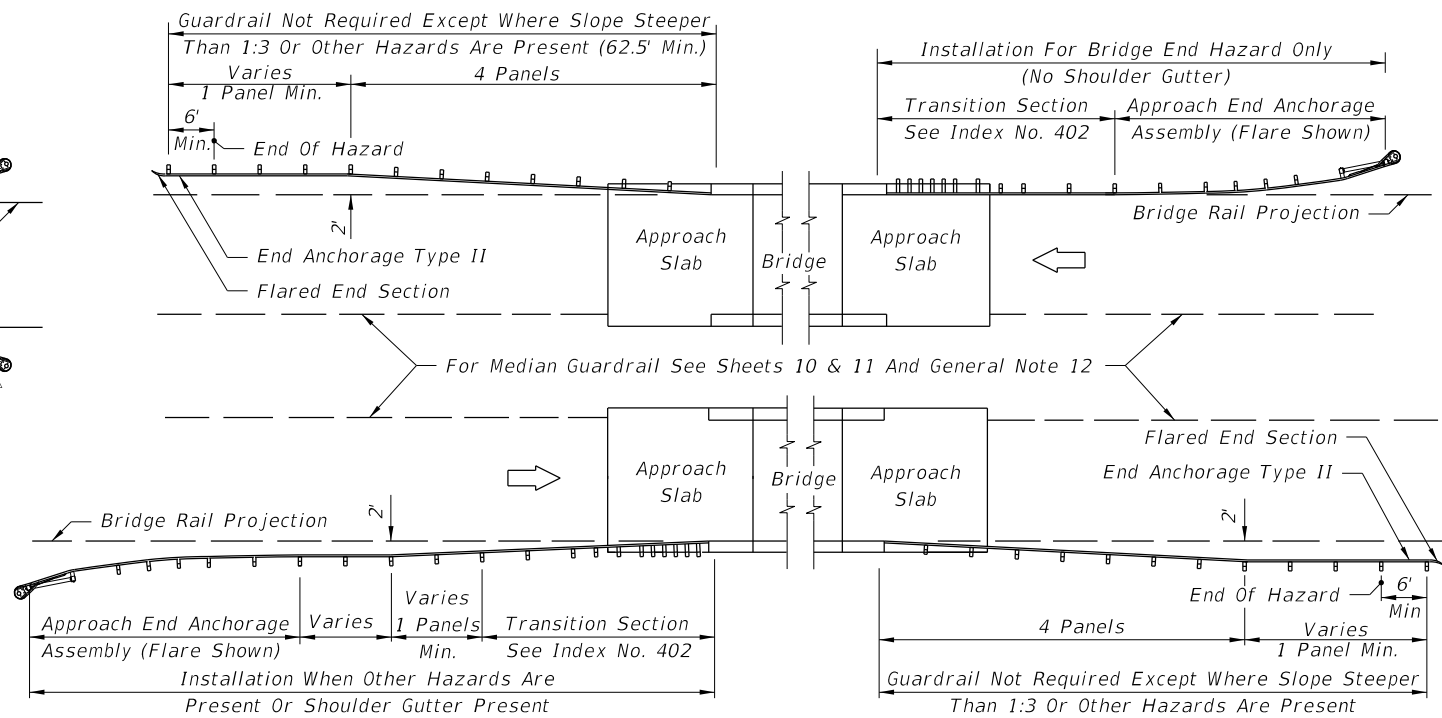 Guardrail Not Required Except Where Slope Steeper
Than 1:3 Or Other Hazards Are Present (62.5' Min.)
Varies
1 Panel Min.
4 Panels
6'
Min.
End Of Hazard
2'
End Anchorage Type II
Flared End Section
Installation For Bridge End Hazard Only
(No Shoulder Gutter)
Transition Section
See Index No. 402
Approach End Anchorage
Assembly (Flare Shown)
Bridge Rail Projection
Approach
Slab
Bridge
Approach
Slab
For Median Guardrail See Sheets 10 & 11 And General Note 12
Approach
Slab
Bridge
Approach
Slab
Flared End Section
End Anchorage Type II
2'
Bridge Rail Projection
2'
End Of Hazard
6'
Min
Approach End Anchorage
Assembly (Flare Shown)
Varies
Varies
1 Panels
Min.
Transition Section
See Index No. 402
Installation When Other Hazards Are
Present Or Shoulder Gutter Present
4 Panels
Varies
1 Panel Min.
Guardrail Not Required Except Where Slope Steeper
Than 1:3 Or Other Hazards Are Present